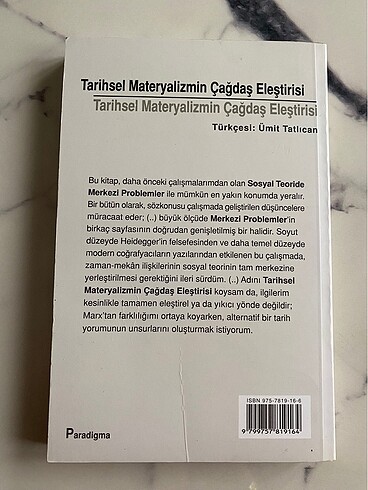 Tarihsel Materyalizmin Çağdaş Eleştirisi
Tarihsel Materyalizmin Çağdaş Eleştirisi
Türkçesi: Ümit Tatlıcan
Bu kitap, daha önceki çalışmalarımdan olan Sosyal Teoride
Merkezi Problemler ile mümkün en yakın konumda yeralır.
Bir bütün olarak, sözkonusu çalışmada geliştirilen düşüncelere
müracaat eder; (..) büyük ölçüde Merkezi Problemler'in
birkaç sayfasının doğrudan genişletilmiş bir halidir. Soyut
düzeyde Heidegger'in felsefesinden ve daha temel düzeyde
modern coğrafyacıların yazılarından etkilenen bu çalışmada,
zaman-mekân ilişkilerinin sosyal teorinin tam merkezine
yerleştirilmesi gerektiğini ileri sürdüm. (..) Adını Tarihsel
Materyalizmin Çağdaş Eleştirisi koysam da, ilgilerim
kesinlikle tamamen eleştirel ya da yıkıcı yönde değildir;
Marx'tan farklılığımı ortaya koyarken, alternatif bir tarih
yorumunun unsurlarını oluşturmak istiyorum.
ISBN 975-7819-16-6
9 799757 819164
Paradigma